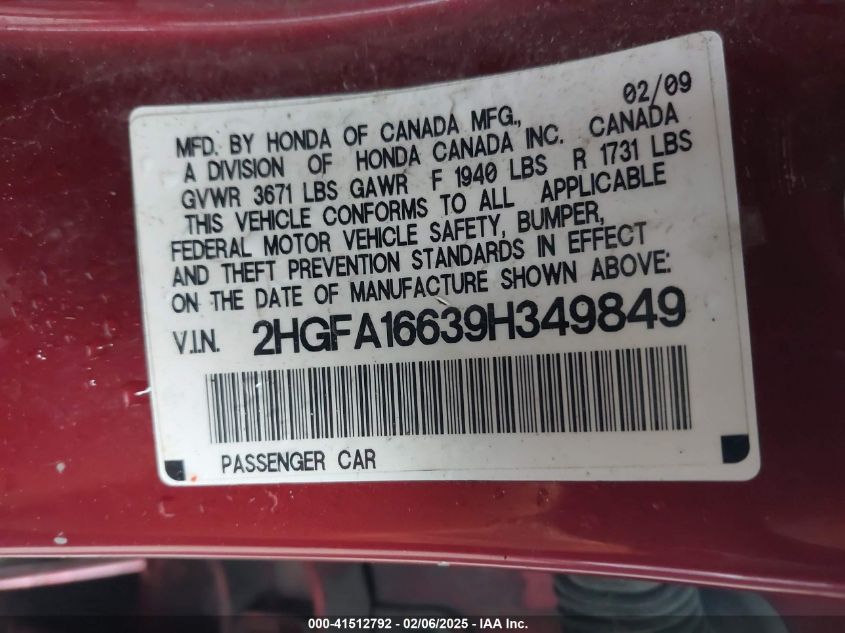 02/09
MFD. BY HONDA OF CANADA MFG.,
A DIVISION OF HONDA CANADA INC. CANADA
GVWR 3671 LBS GAWR F 1940 LBS R 1731 LBS
THIS VEHICLE CONFORMS TO ALL APPLICABLE
FEDERAL MOTOR VEHICLE SAFETY, BUMPER,
AND THEFT PREVENTION STANDARDS IN EFFECT
ON THE DATE OF MANUFACTURE SHOWN ABOVE:
V.I.N. 2HGFA16639H349849
PASSENGER CAR
000-41512792 - 02/06/2025 - IAA Inc.